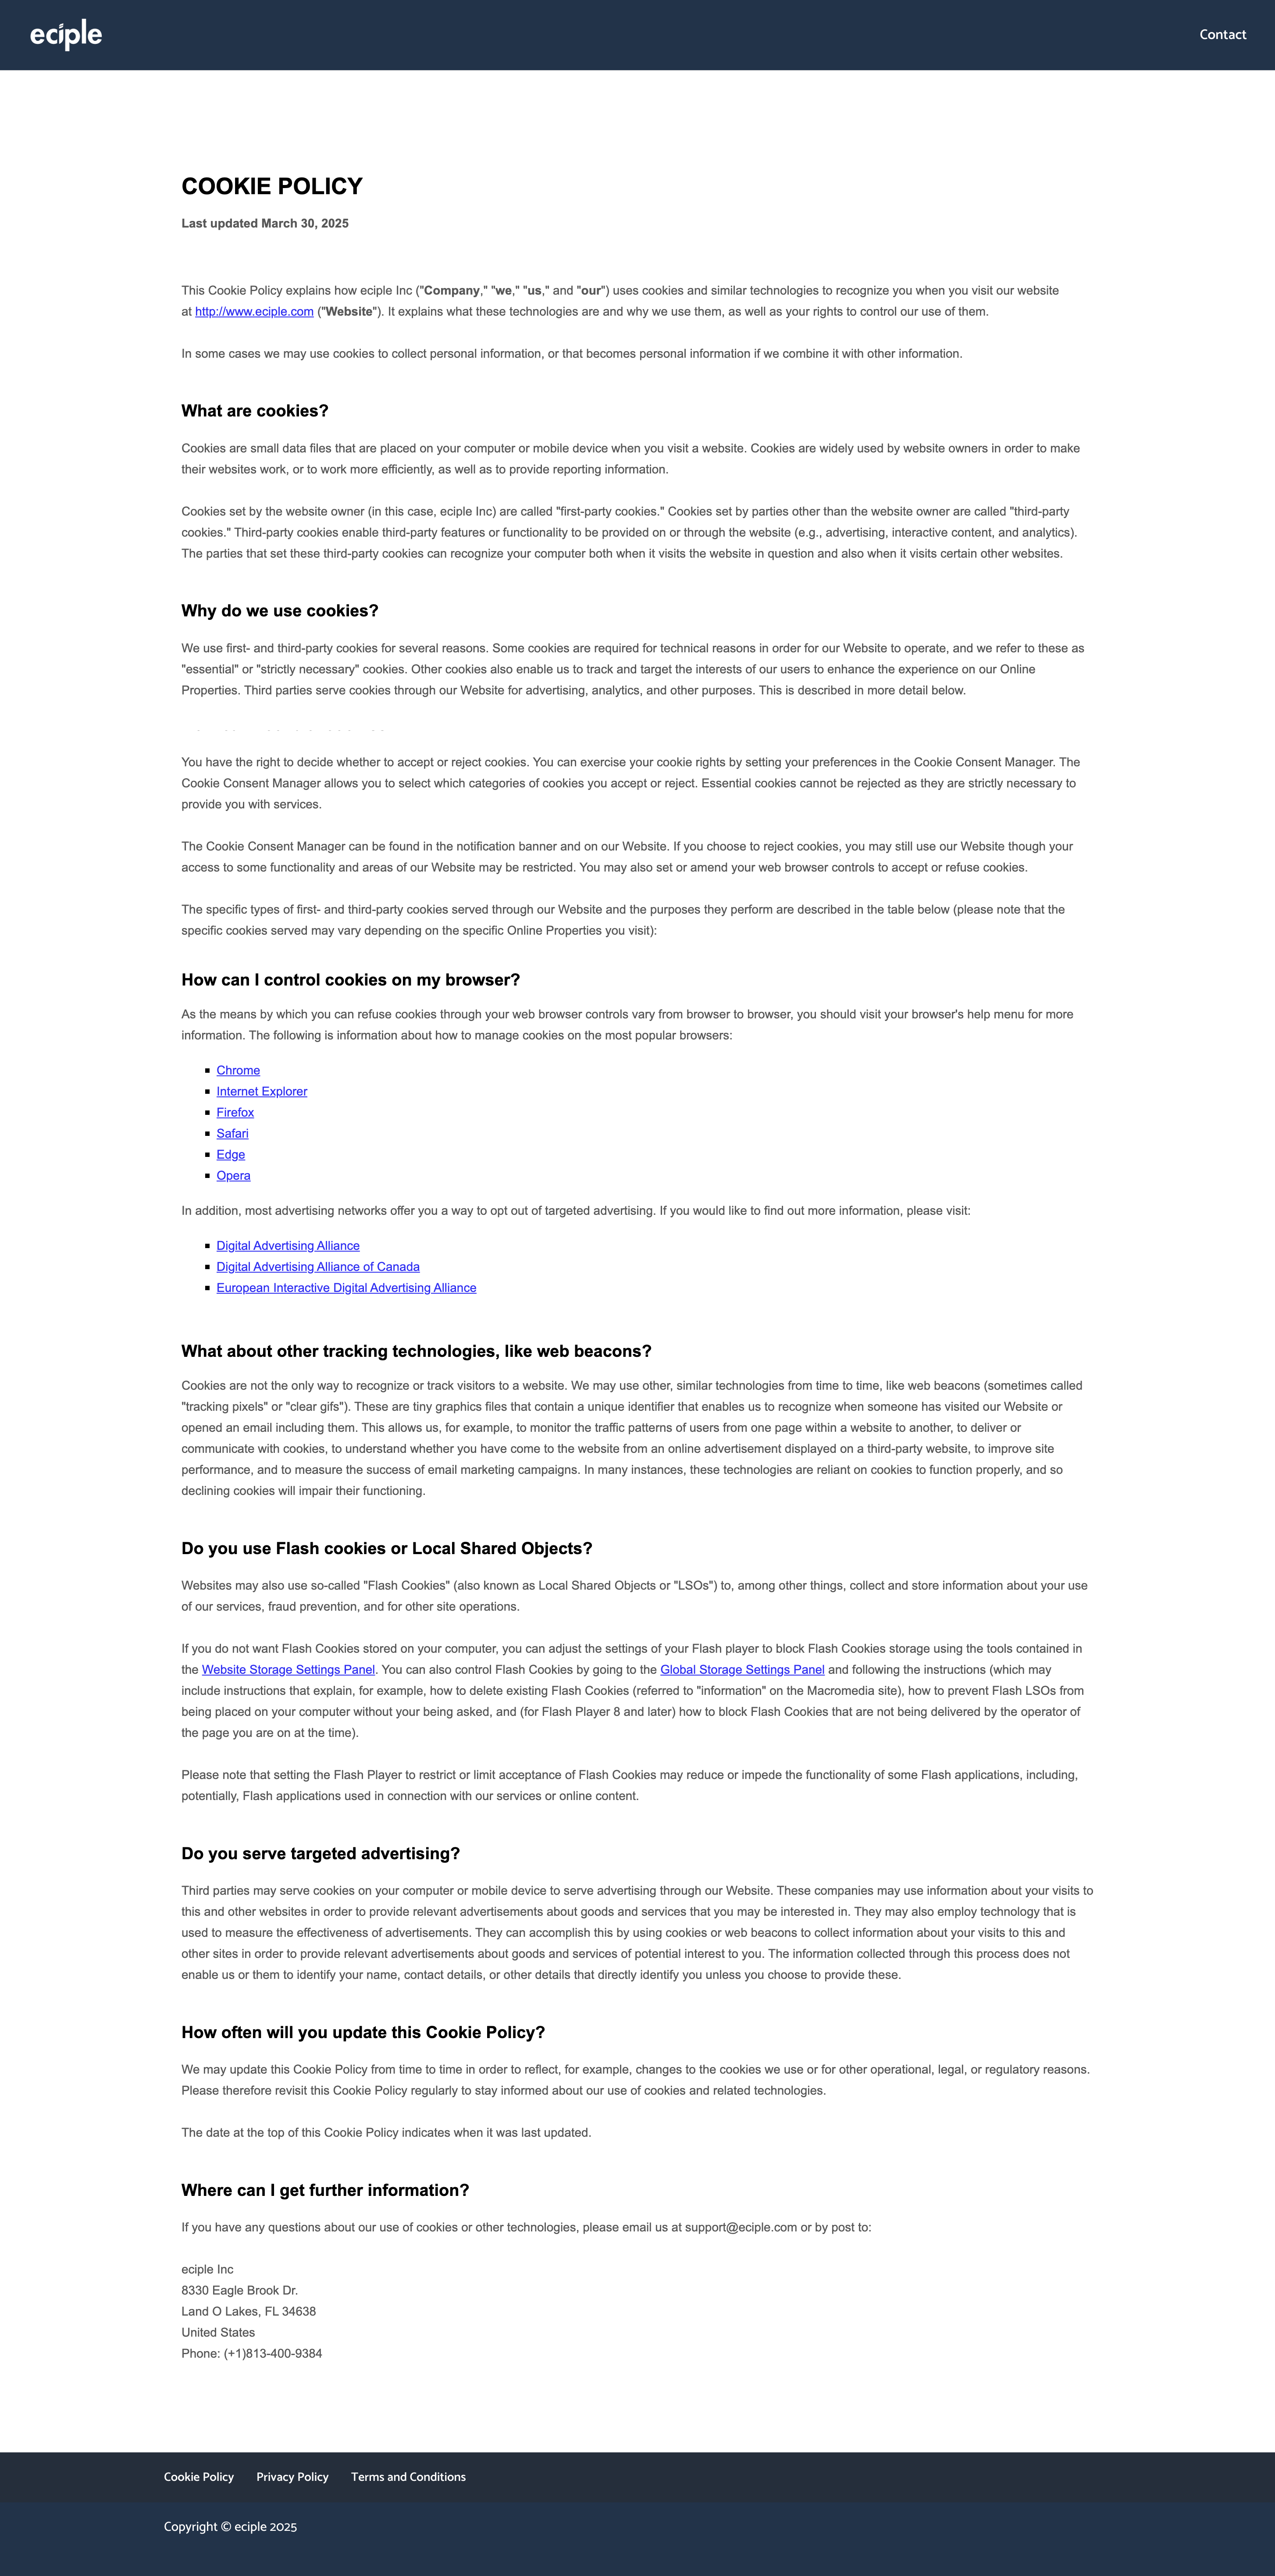 eciple
Contact
COOKIE POLICY
Last updated March 30, 2025
This Cookie Policy explains how eciple Inc ("Company," "we," "us," and "our") uses cookies and similar technologies to recognize you when you visit our website
at http://www.eciple.com ("Website"). It explains what these technologies are and why we use them, as well as your rights to control our use of them.
In some cases we may use cookies to collect personal information, or that becomes personal information if we combine it with other information.
What are cookies?
Cookies are small data files that are placed on your computer or mobile device when you visit a website. Cookies are widely used by website owners in order to make
their websites work, or to work more efficiently, as well as to provide reporting information.
Cookies set by the website owner (in this case, eciple Inc) are called "first-party cookies." Cookies set by parties other than the website owner are called "third-party
cookies." Third-party cookies enable third-party features or functionality to be provided on or through the website (e.g., advertising, interactive content, and analytics).
The parties that set these third-party cookies can recognize your computer both when it visits the website in question and also when it visits certain other websites.
Why do we use cookies?
We use first- and third-party cookies for several reasons. Some cookies are required for technical reasons in order for our Website to operate, and we refer to these as
"essential" or "strictly necessary" cookies. Other cookies also enable us to track and target the interests of our users to enhance the experience on our Online
Properties. Third parties serve cookies through our Website for advertising, analytics, and other purposes. This is described in more detail below.
You have the right to decide whether to accept or reject cookies. You can exercise your cookie rights by setting your preferences in the Cookie Consent Manager. The
Cookie Consent Manager allows you to select which categories of cookies you accept or reject. Essential cookies cannot be rejected as they are strictly necessary to
provide you with services.
The Cookie Consent Manager can be found in the notification banner and on our Website. If you choose to reject cookies, you may still use our Website though your
access to some functionality and areas of our Website may be restricted. You may also set or amend your web browser controls to accept or refuse cookies.
The specific types of first- and third-party cookies served through our Website and the purposes they perform are described in the table below (please note that the
specific cookies served may vary depending on the specific Online Properties you visit):
How can I control cookies on my browser?
As the means by which you can refuse cookies through your web browser controls vary from browser to browser, you should visit your browser's help menu for more
information. The following is information about how to manage cookies on the most popular browsers:
Chrome
Internet Explorer
Firefox
Safari
Edge
Opera
In addition, most advertising networks offer you a way to opt out of targeted advertising. If you would like to find out more information, please visit:
Digital Advertising Alliance
Digital Advertising Alliance of Canada
European Interactive Digital Advertising Alliance
What about other tracking technologies, like web beacons?
Cookies are not the only way to recognize or track visitors to a website. We may use other, similar technologies from time to time, like web beacons (sometimes called
"tracking pixels" or "clear gifs"). These are tiny graphics files that contain a unique identifier that enables us to recognize when someone has visited our Website or
opened an email including them. This allows us, for example, to monitor the traffic patterns of users from one page within a website to another, to deliver or
communicate with cookies, to understand whether you have come to the website from an online advertisement displayed on a third-party website, to improve site
performance, and to measure the success of email marketing campaigns. In many instances, these technologies are reliant on cookies to function properly, and so
declining cookies will impair their functioning.
Do you use Flash cookies or Local Shared Objects?
Websites may also use so-called "Flash Cookies" (also known as Local Shared Objects or "LSOs") to, among other things, collect and store information about your use
of our services, fraud prevention, and for other site operations.
If you do not want Flash Cookies stored on your computer, you can adjust the settings of your Flash player to block Flash Cookies storage using the tools contained in
the Website Storage Settings Panel. You can also control Flash Cookies by going to the Global Storage Settings Panel and following the instructions (which may
include instructions that explain, for example, how to delete existing Flash Cookies (referred to "information" on the Macromedia site), how to prevent Flash LSOs from
being placed on your computer without your being asked, and (for Flash Player 8 and later) how to block Flash Cookies that are not being delivered by the operator of
the page you are on at the time).
Please note that setting the Flash Player to restrict or limit acceptance of Flash Cookies may reduce or impede the functionality of some Flash applications, including,
potentially, Flash applications used in connection with our services or online content.
Do you serve targeted advertising?
Third parties may serve cookies on your computer or mobile device to serve advertising through our Website. These companies may use information about your visits to
this and other websites in order to provide relevant advertisements about goods and services that you may be interested in. They may also employ technology that is
used to measure the effectiveness of advertisements. They can accomplish this by using cookies or web beacons to collect information about your visits to this and
other sites in order to provide relevant advertisements about goods and services of potential interest to you. The information collected through this process does not
enable us or them to identify your name, contact details, or other details that directly identify you unless you choose to provide these.
How often will you update this Cookie Policy?
We may update this Cookie Policy from time to time in order to reflect, for example, changes to the cookies we use or for other operational, legal, or regulatory reasons.
Please therefore revisit this Cookie Policy regularly to stay informed about our use of cookies and related technologies.
The date at the top of this Cookie Policy indicates when it was last updated.
Where can I get further information?
If you have any questions about our use of cookies or other technologies, please email us at support@eciple.com or by post to:
eciple Inc
8330 Eagle Brook Dr.
Land O Lakes, FL 34638
United States
Phone: (+1)813-400-9384
Cookie Policy Privacy Policy Terms and Conditions
Copyright © eciple 2025